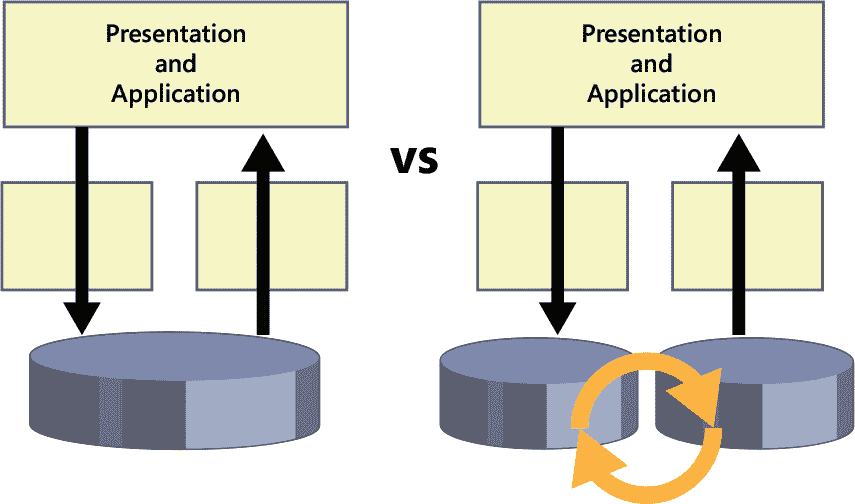 Presentation
and
Application
vs
Presentation
and
Application